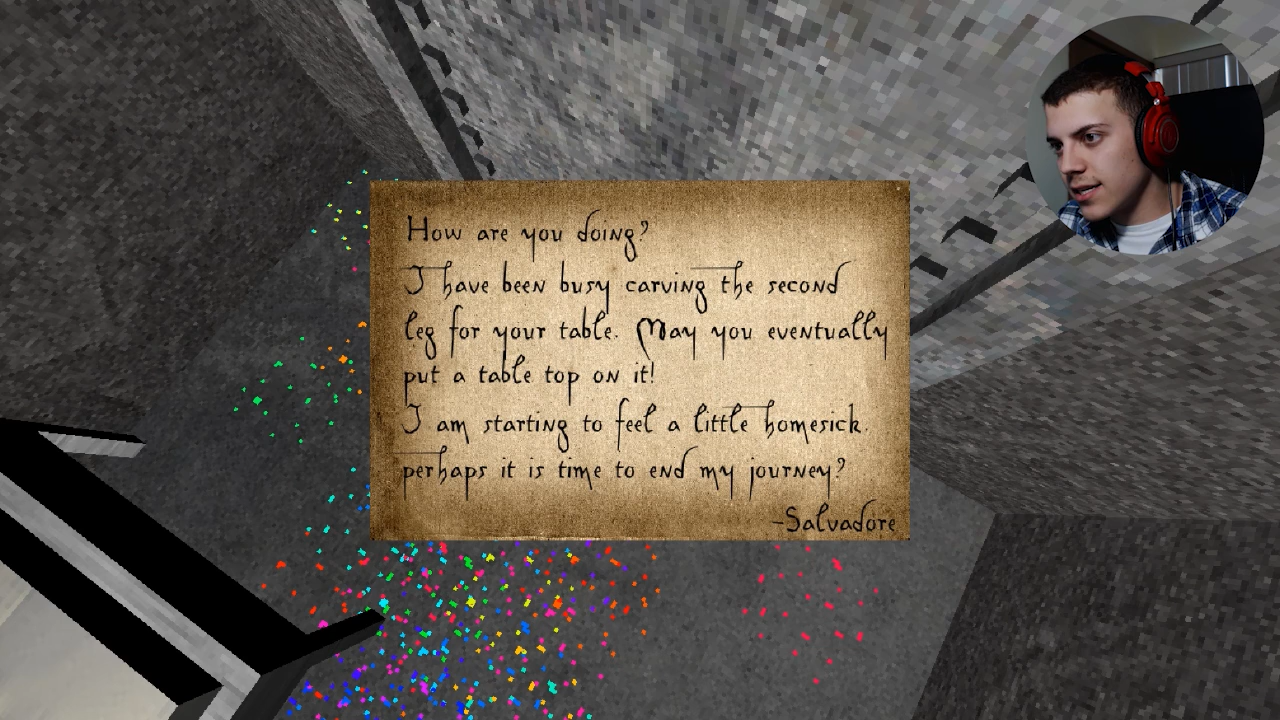 How are you doing?
I have been busy carving the second
leg for your table. May you eventually
put a table top on it!
I am starting to feel a little homesick.
perhaps it is time to end my journey?
-Salvadore